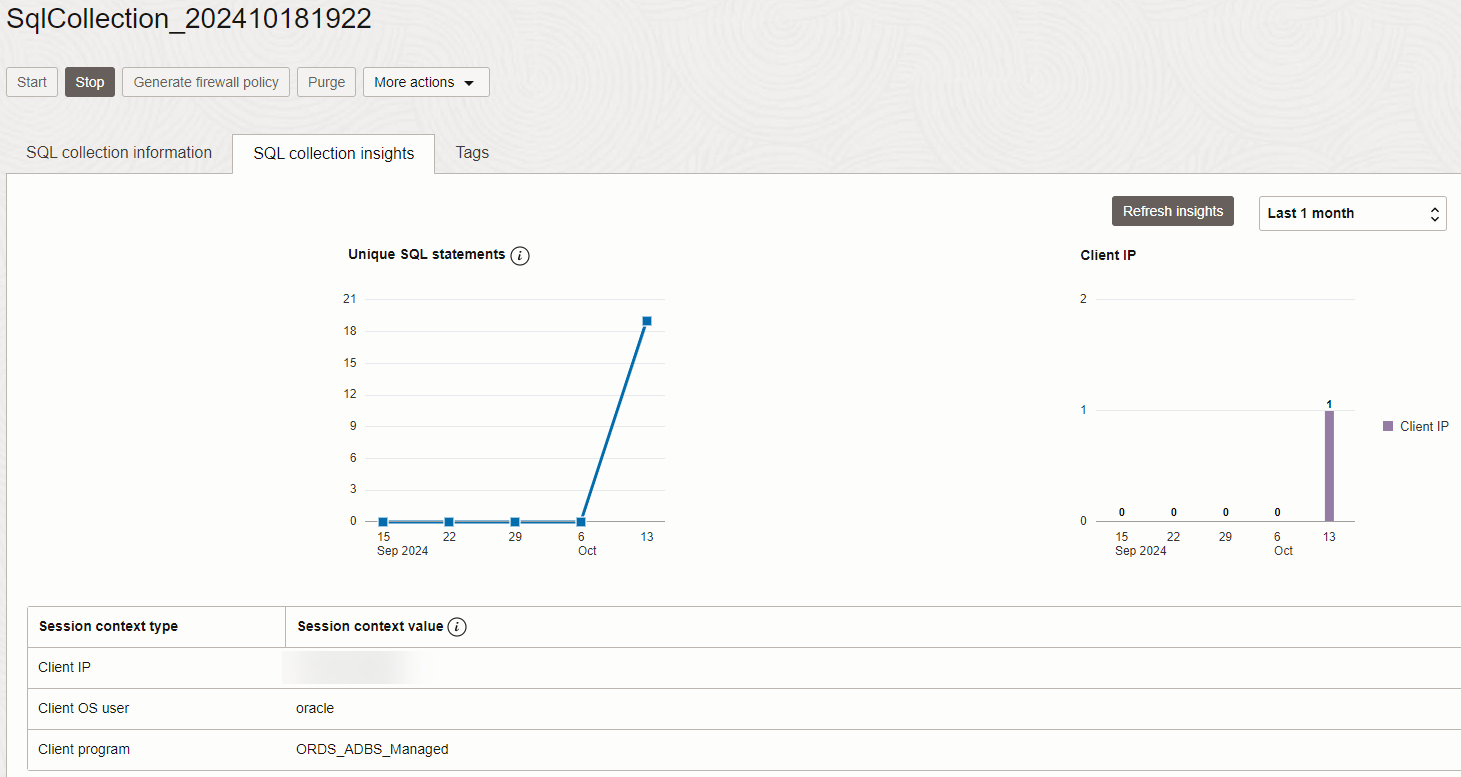 SqlCollection_202410181922
Start Stop Generate firewall policy Purge More actions
SQL collection information SQL collection insights Tags
Refresh insights Last 1 month
Unique SQL statements i
21
18
15
12
9
6
3
0
15 22 29 6 13
Sep 2024 Oct
Client IP
2
1
0
0 0 0 0 1
15 22 29 6 13
Sep 2024 Oct
Client IP
Session context type Session context value i
Client IP
Client OS user oracle
Client program ORDS_ADBS_Managed